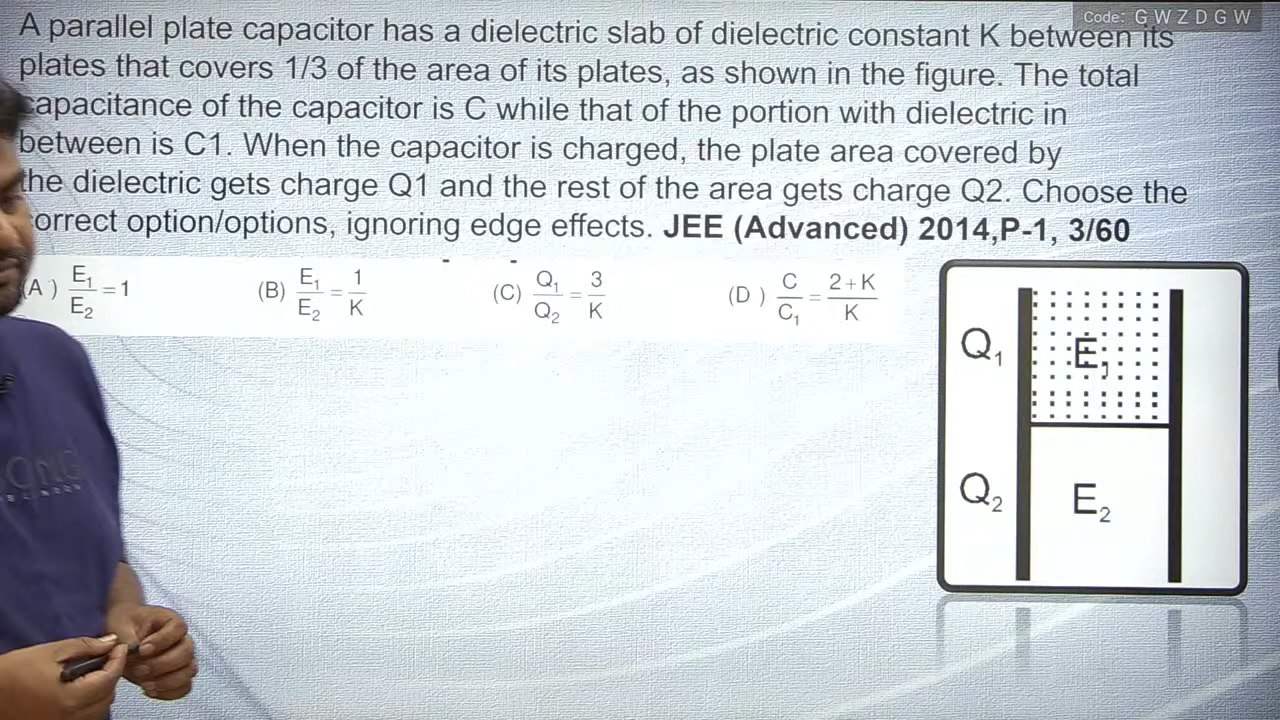 Code: G W Z D G W
A parallel plate capacitor has a dielectric slab of dielectric constant K between its
plates that covers 1/3 of the area of its plates, as shown in the figure. The total
capacitance of the capacitor is C while that of the portion with dielectric in
between is C1. When the capacitor is charged, the plate area covered by
the dielectric gets charge Q1 and the rest of the area gets charge Q2. Choose the
orrect option/options, ignoring edge effects. JEE (Advanced) 2014,P-1, 3/60
(A ) E₁/E₂ = 1 (B) E₁/E₂ = 1/K (C) Q₁/Q₂ = 3/K (D ) C/C₁ = 2+K/K
Q₁ E₁
Q₂ E₂